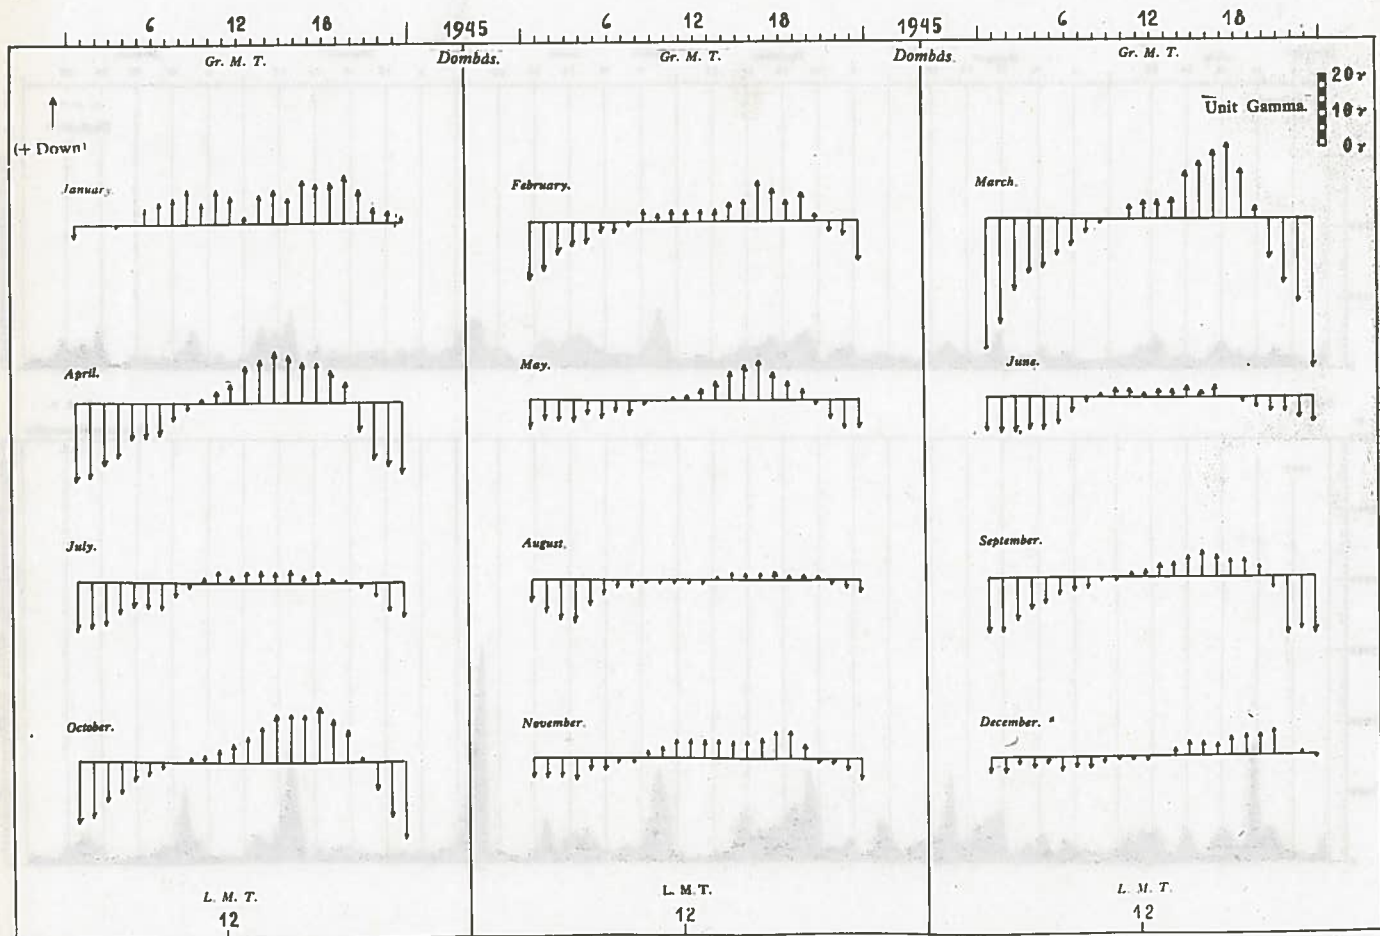 6 12 18 1945 6 12 18 1945 6 12 18
Gr. M. T. Dombås. Gr. M. T. Dombås. Gr. M. T.
20γ
Unit Gamma. 10γ
0γ
(+ Down)
January. February. March.
April. May. June.
July. August. September.
October. November. December.
L. M. T. L. M. T. L. M. T.
12 12 12